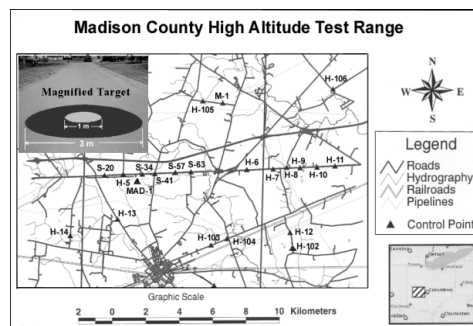 Madison County High Altitude Test Range
Magnified Target
1 m
3 m
H-106
M-1
H-105
S-20
S-34
S-57
S-63
H-6
H-9
H-11
H-5
S-41
H-7
H-8
H-10
MAD-1
H-13
H-14
H-12
H-103
H-104
H-102
N
W
E
S
Legend
Roads
Hydrography
Railroads
Pipelines
Control Point
Graphic Scale
2 0 2 4 6 8 10 Kilometers
Columbus
Charleston